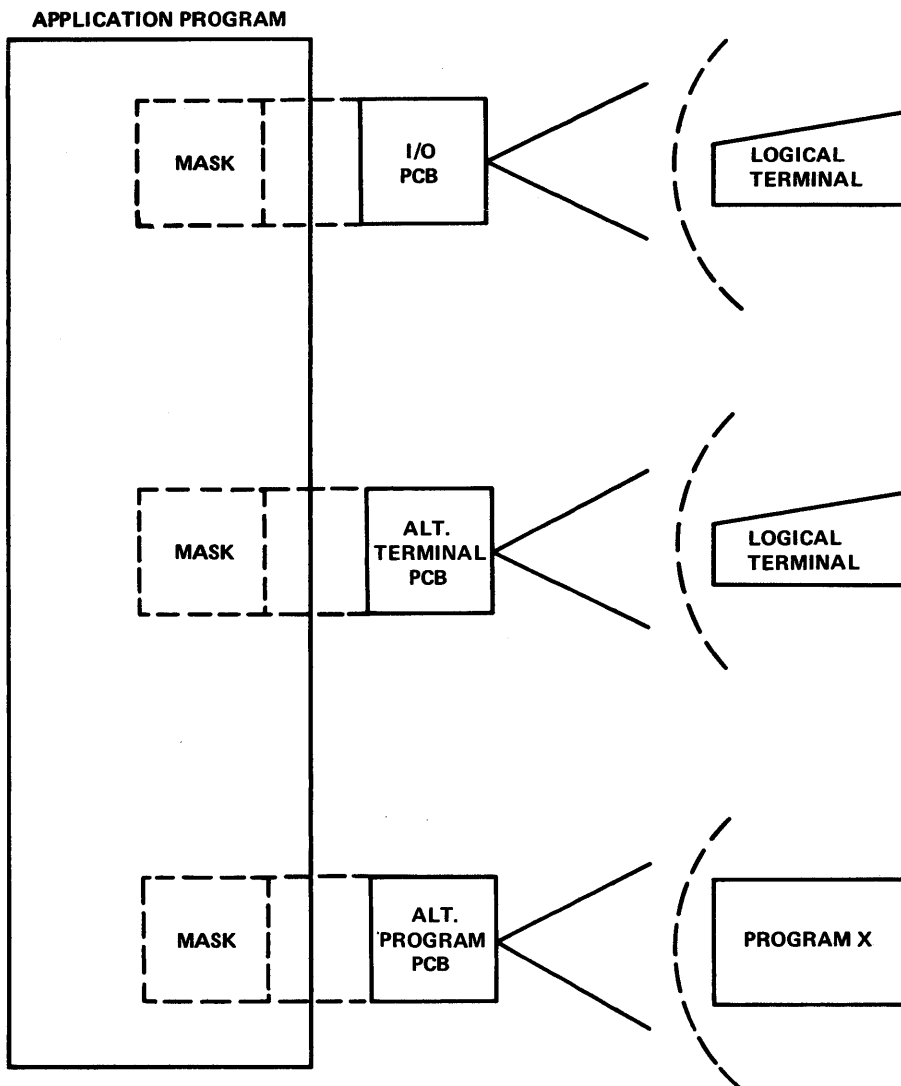 APPLICATION PROGRAM
MASK
I/O
PCB
LOGICAL
TERMINAL
MASK
ALT.
TERMINAL
PCB
LOGICAL
TERMINAL
MASK
ALT.
PROGRAM
PCB
PROGRAM X